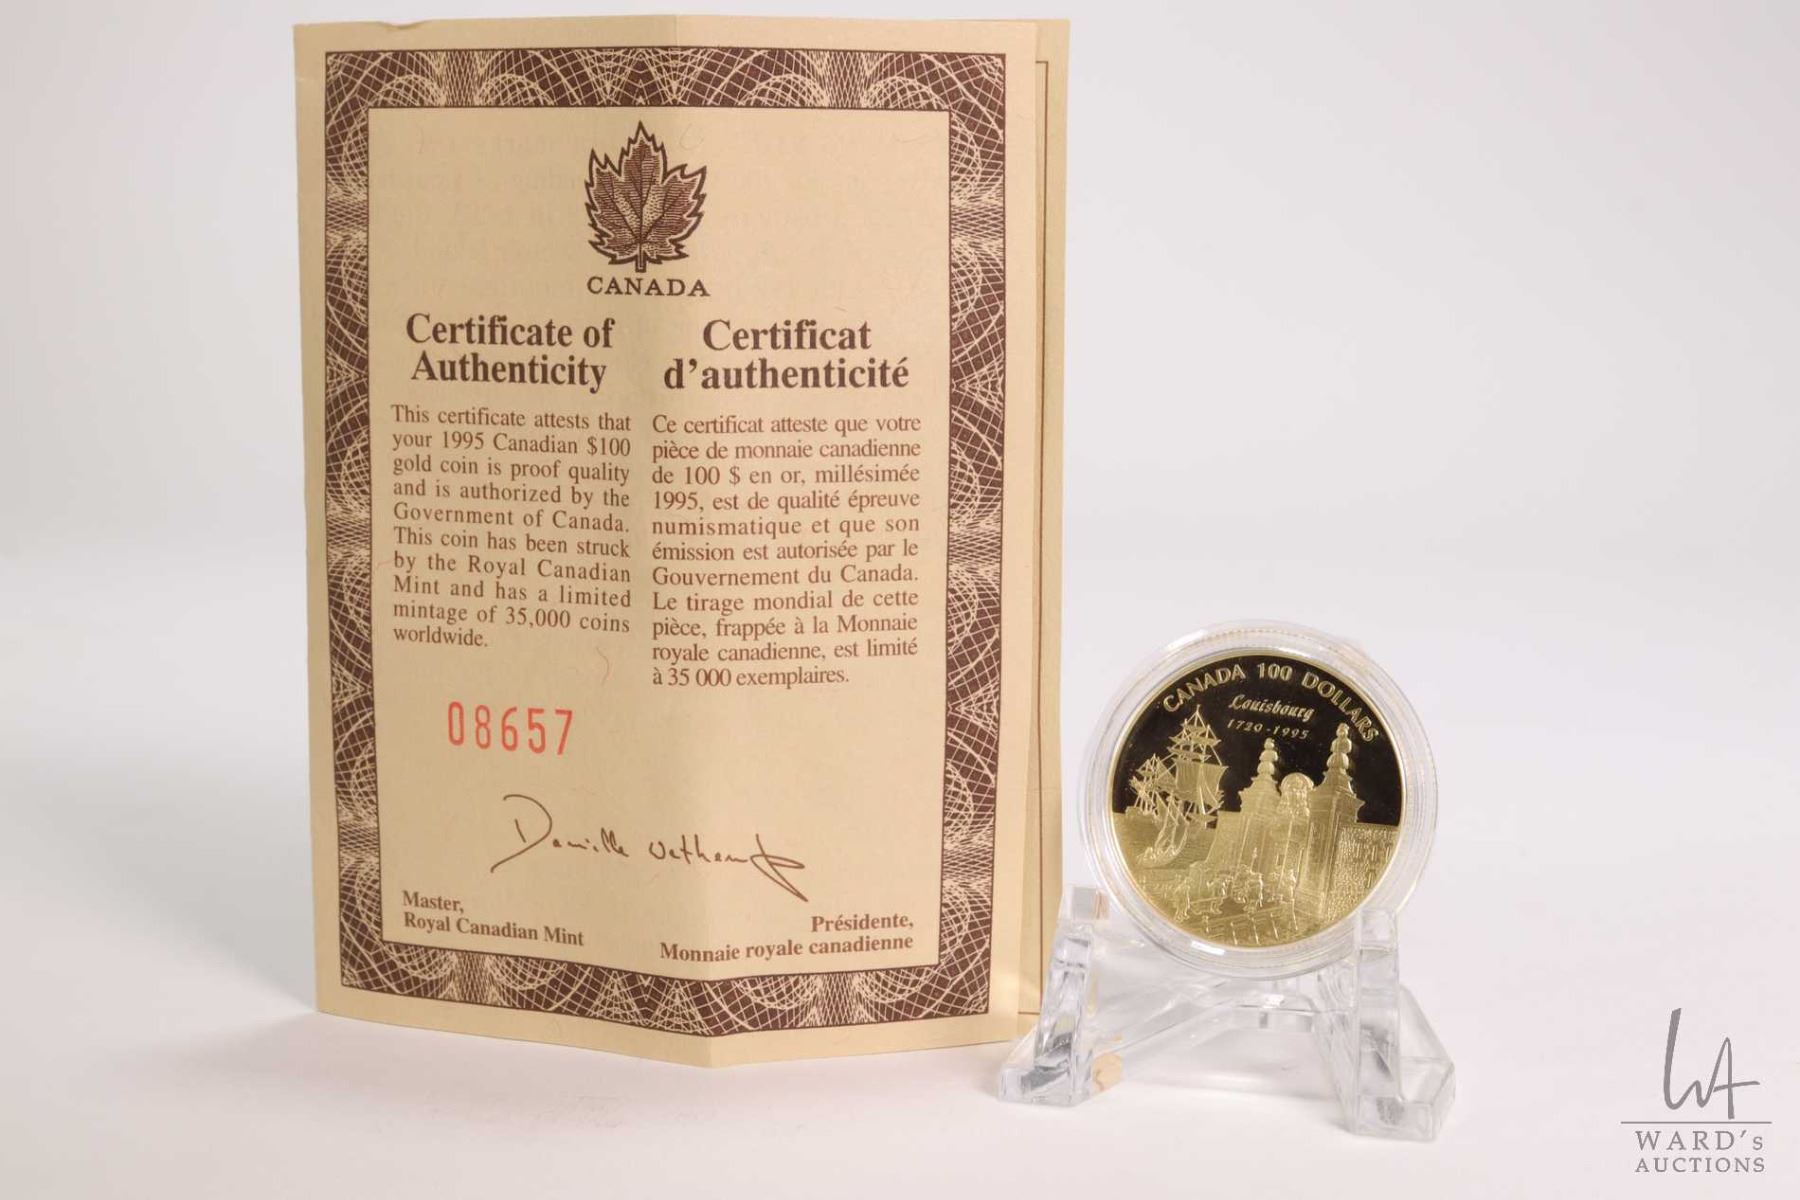 CANADA
Certificate of
Authenticity
This certificate attests that
your 1995 Canadian $100
gold coin is proof quality
and is authorized by the
Government of Canada.
This coin has been struck
by the Royal Canadian
Mint and has a limited
mintage of 35,000 coins
worldwide.
Certificat
d'authenticité
Ce certificat atteste que votre
pièce de monnaie canadienne
de 100 $ en or, millésimée
1995, est de qualité épreuve
numismatique et que son
émission est autorisée par le
Gouvernement du Canada.
Le tirage mondial de cette
pièce, frappée à la Monnaie
royale canadienne, est limité
à 35 000 exemplaires.
08657
Master,
Royal Canadian Mint
Présidente,
Monnaie royale canadienne
CANADA 100 DOLLARS
Louisbourg
1720-1995
WA
WARD's
AUCTIONS